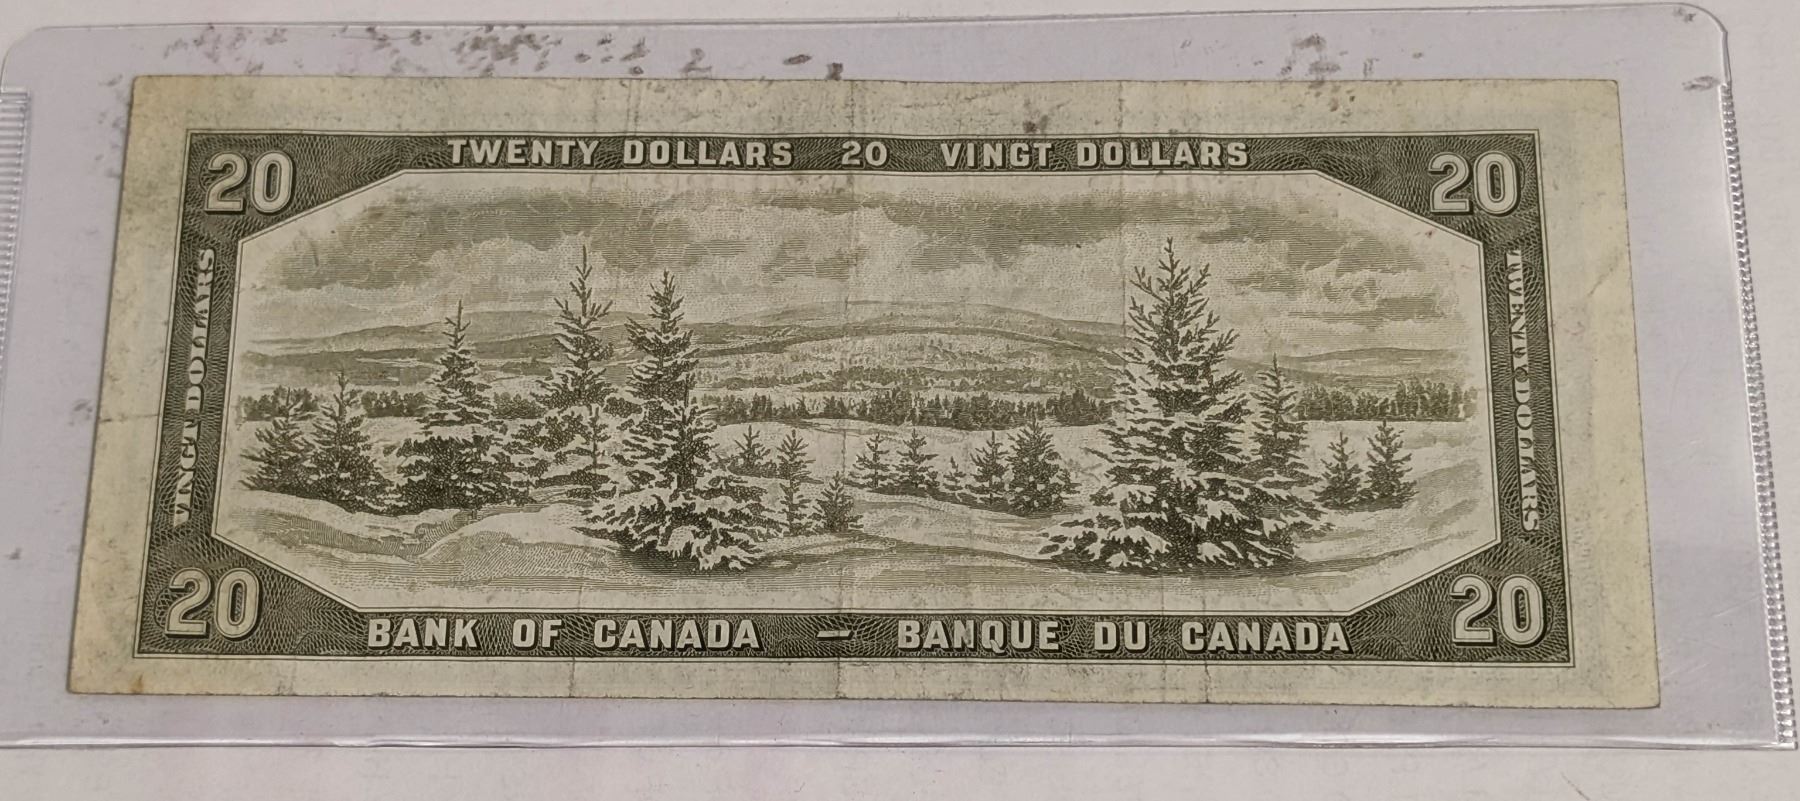 20 TWENTY DOLLARS 20 VINGT DOLLARS 20
VINGT DOLLARS
TWENTY DOLLARS
20 BANK OF CANADA — BANQUE DU CANADA 20